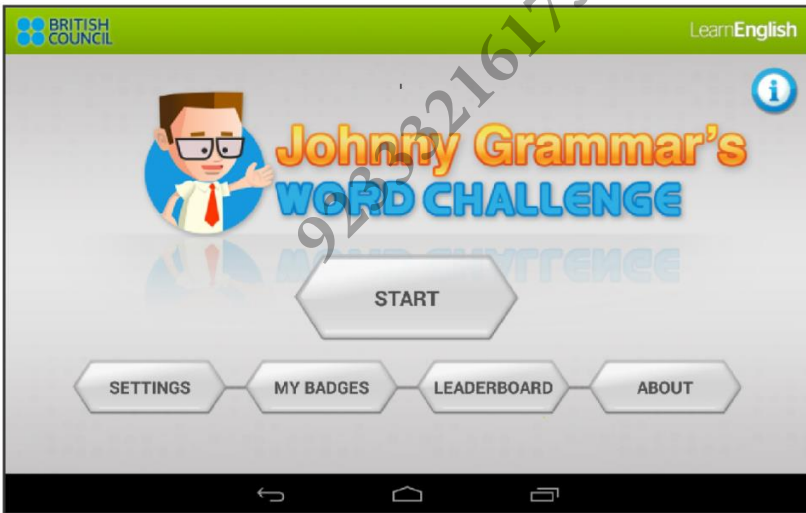 BRITISH
COUNCIL
LearnEnglish
i
Johnny Grammar's
WORD CHALLENGE
START
SETTINGS MY BADGES LEADERBOARD ABOUT